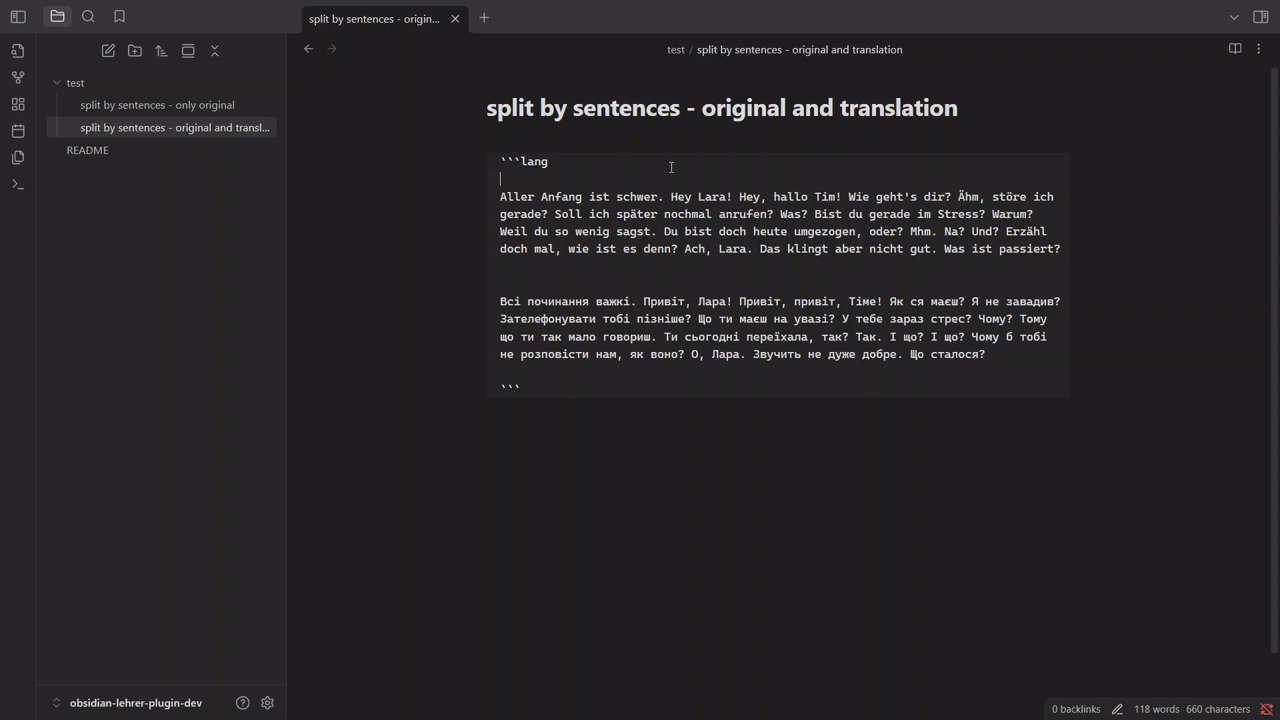 split by sentences - origin...
test / split by sentences - original and translation
test
split by sentences - only original
split by sentences - original and transl...
README
split by sentences - original and translation
```lang
Aller Anfang ist schwer. Hey Lara! Hey, hallo Tim! Wie geht's dir? Ähm, störe ich
gerade? Soll ich später nochmal anrufen? Was? Bist du gerade im Stress? Warum?
Weil du so wenig sagst. Du bist doch heute umgezogen, oder? Mhm. Na? Und? Erzähl
doch mal, wie ist es denn? Ach, Lara. Das klingt aber nicht gut. Was ist passiert?
Всі починання важкі. Привіт, Лара! Привіт, привіт, Тіме! Як ся маєш? Я не завадив?
Зателефонувати тобі пізніше? Що ти маєш на увазі? У тебе зараз стрес? Чому? Тому
що ти так мало говориш. Ти сьогодні переїхала, так? Так. І що? І що? Чому б тобі
не розповісти нам, як воно? О, Лара. Звучить не дуже добре. Що сталося?
```
obsidian-lehrer-plugin-dev
0 backlinks 118 words 660 characters